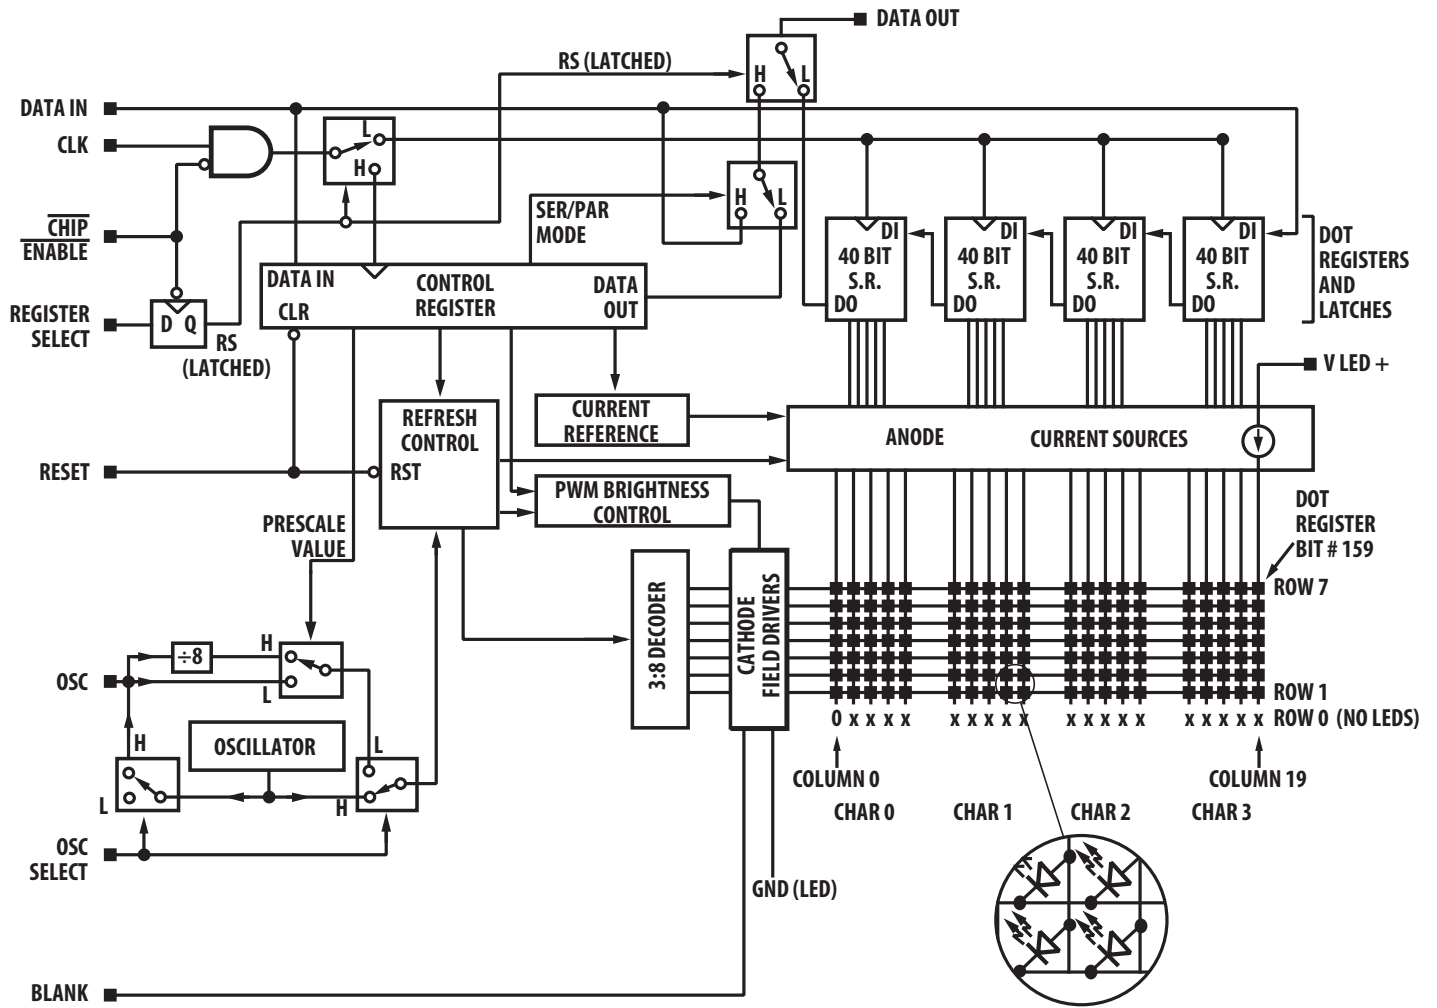 DATA OUT
RS (LATCHED)
H L
DATA IN
CLK
L
H
CHIP
ENABLE
SER/PAR
MODE
H L
DI
40 BIT
S.R.
DO
DI
40 BIT
S.R.
DO
DI
40 BIT
S.R.
DO
DI
40 BIT
S.R.
DO
DOT
REGISTERS
AND
LATCHES
DATA IN
CLR
CONTROL
REGISTER
DATA
OUT
REGISTER
SELECT
D Q
RS
(LATCHED)
V LED +
REFRESH
CONTROL
RST
CURRENT
REFERENCE
ANODE CURRENT SOURCES
RESET
PWM BRIGHTNESS
CONTROL
PRESCALE
VALUE
DOT
REGISTER
BIT # 159
3:8 DECODER
CATHODE
FIELD DRIVERS
ROW 7
ROW 1
0 x x x x x x x x x x x x x x x x x x x ROW 0 (NO LEDS)
÷8
H
L
OSC
H
L
OSCILLATOR
L
H
COLUMN 0
COLUMN 19
CHAR 0
CHAR 1
CHAR 2
CHAR 3
OSC
SELECT
GND (LED)
BLANK